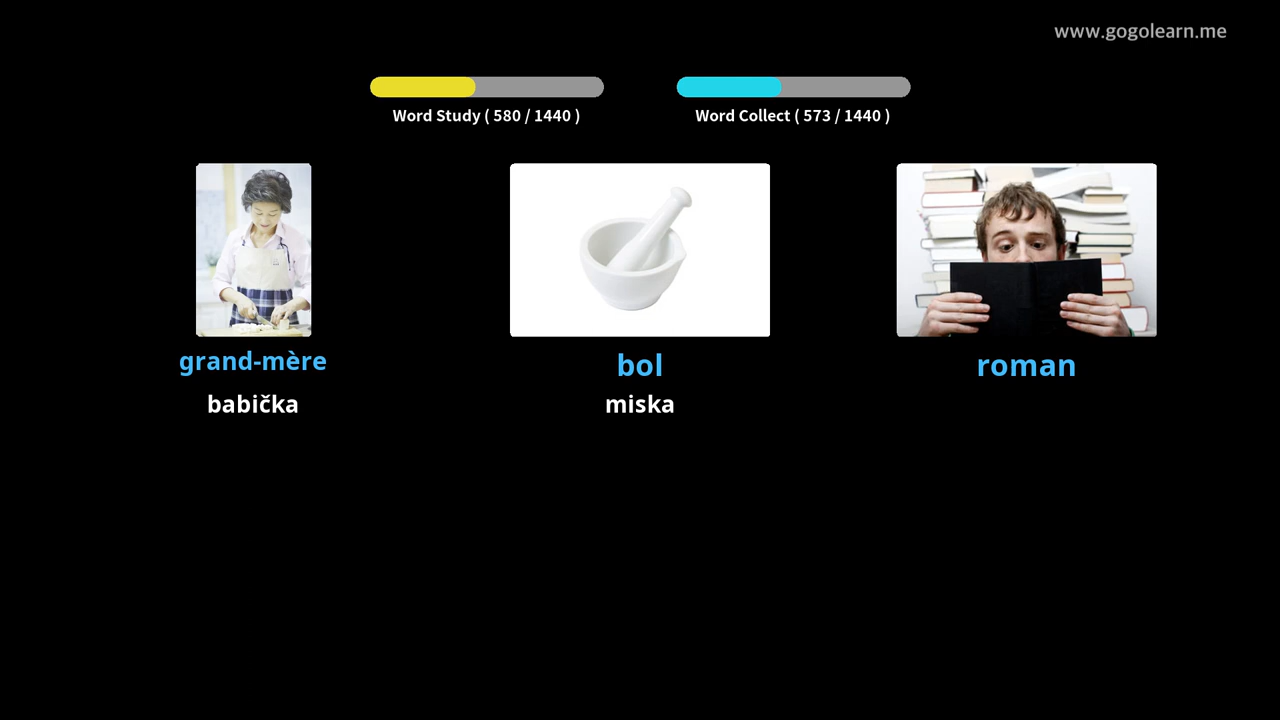 www.gogolearn.me
Word Study ( 580 / 1440 )
Word Collect ( 573 / 1440 )
grand-mère
babička
bol
miska
roman